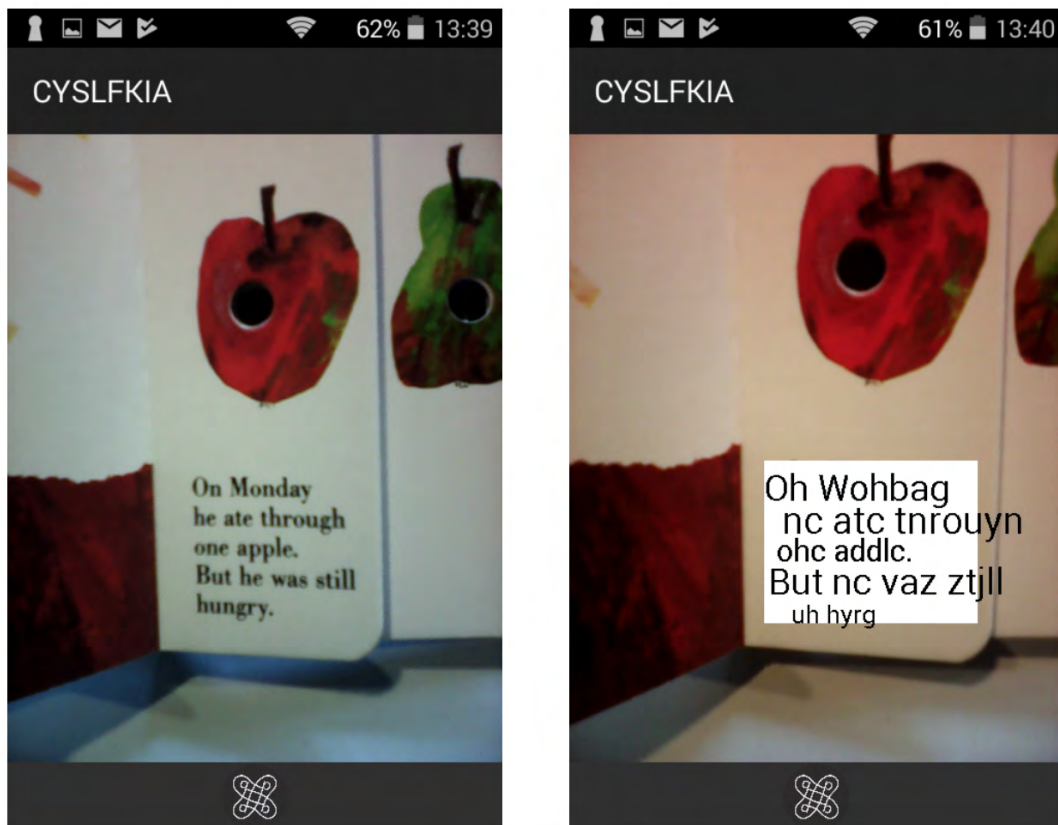 62% 13:39
CYSLFKIA
On Monday
he ate through
one apple.
But he was still
hungry.
61% 13:40
CYSLFKIA
Oh Wohbag
nc atc tnrouyn
ohc addlc.
But nc vaz ztjll
uh hyrg